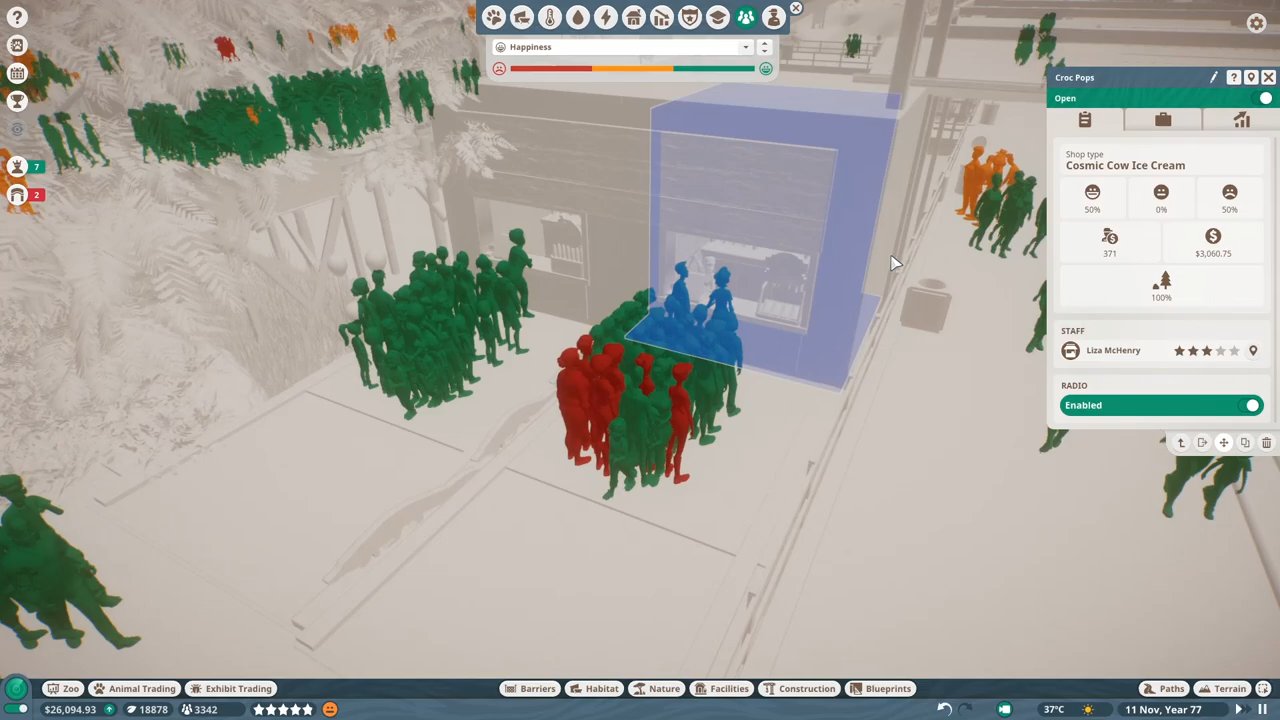 Happiness
Croc Pops
?
Open
Shop type
Cosmic Cow Ice Cream
50%
0%
50%
371
$3,060.75
100%
STAFF
Liza McHenry
RADIO
Enabled
?
7
2
Zoo
Animal Trading
Exhibit Trading
Barriers
Habitat
Nature
Facilities
Construction
Blueprints
Paths
Terrain
$26,094.93
18878
3342
37°C
11 Nov, Year 77